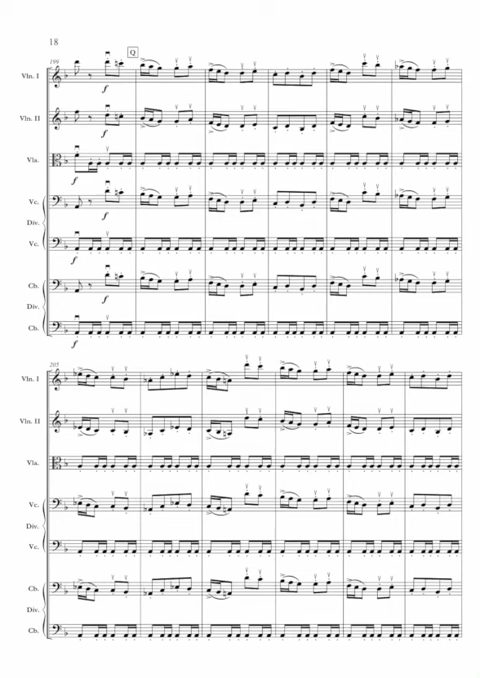 18
199
Q
Vln. I
f
Vln. II
f
Vla.
f
Vc.
f
Div.
Vc.
f
Cb.
f
Div.
Cb.
f
205
Vln. I
Vln. II
Vla.
Vc.
Div.
Vc.
Cb.
Div.
Cb.